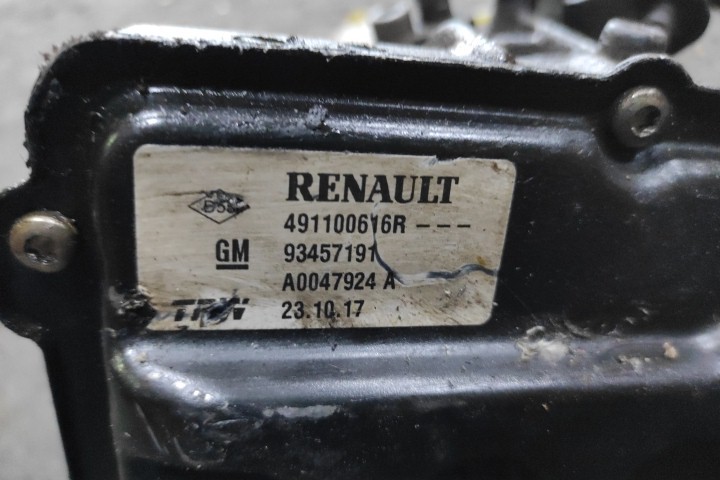 RENAULT
491100616R ---
GM 93457191
A0047924 A
TRW 23.10.17